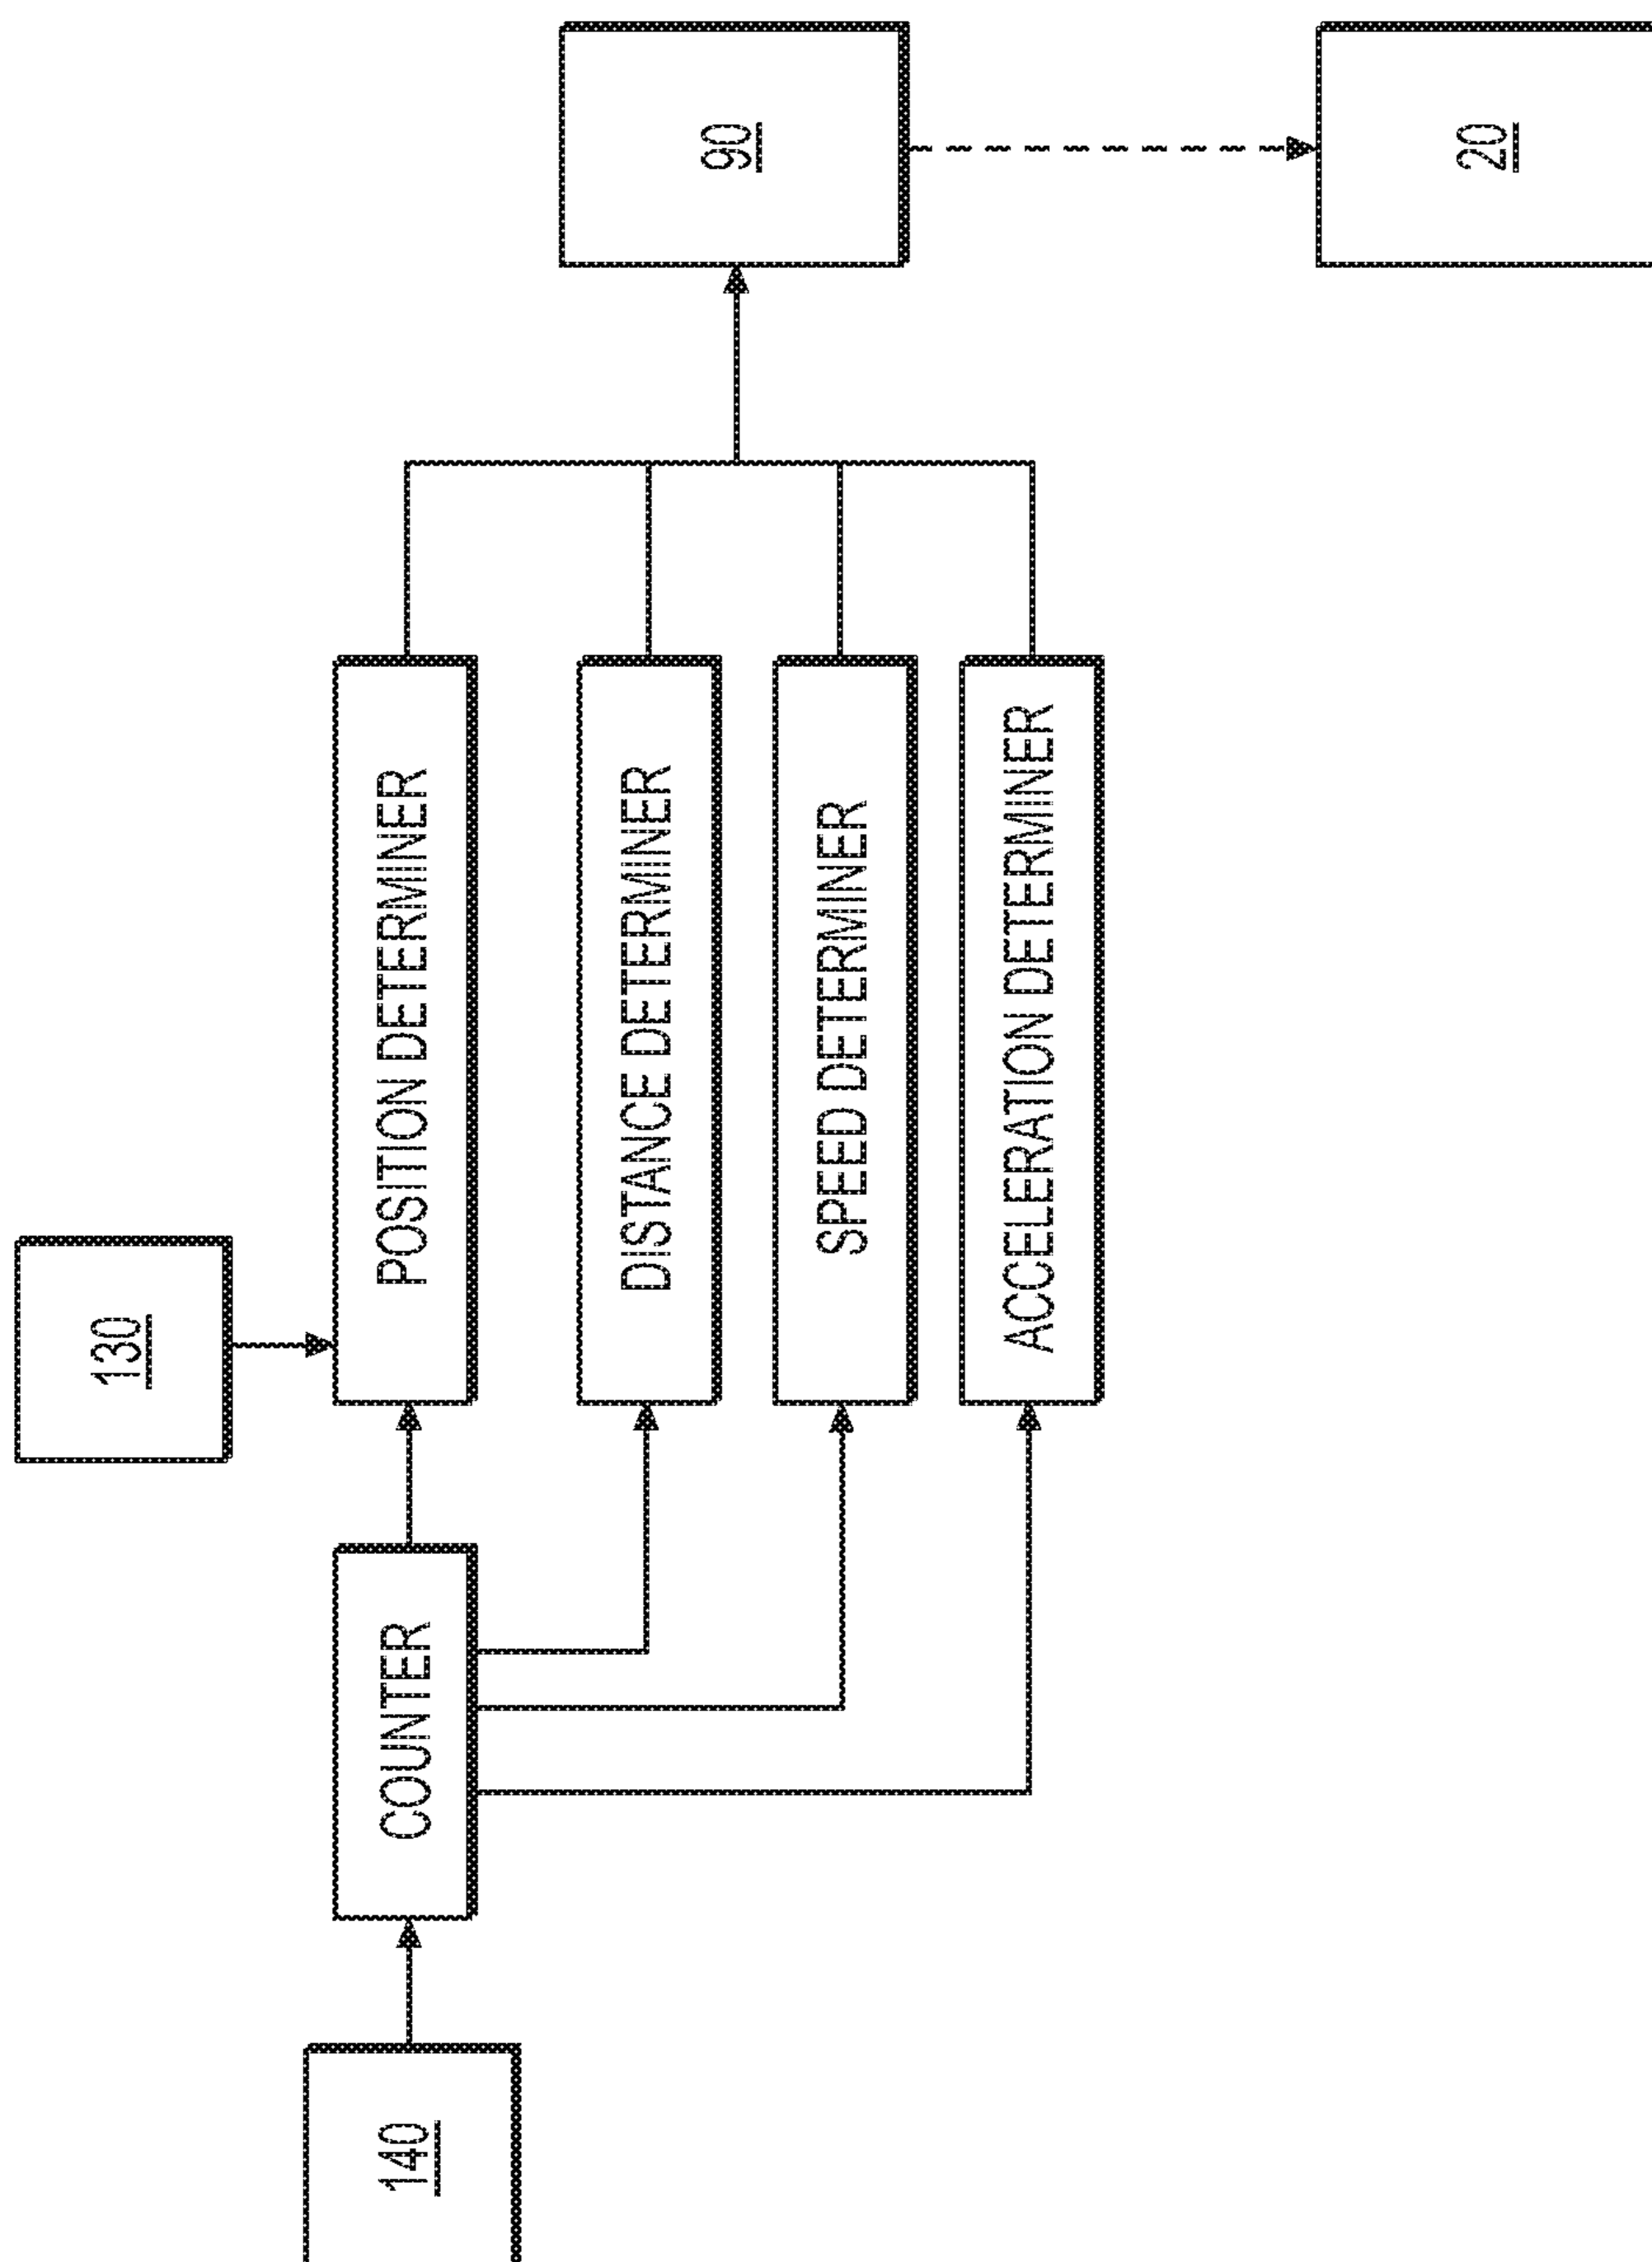 130
140
COUNTER
POSITION DETERMINER
DISTANCE DETERMINER
SPEED DETERMINER
ACCELERATION DETERMINER
90
20